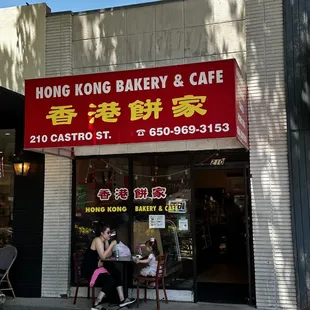 HONG KONG BAKERY & CAFE
香港餅家
210 CASTRO ST. 650-969-3153
210
香港餅家
HONG KONG BAKERY & CAFE